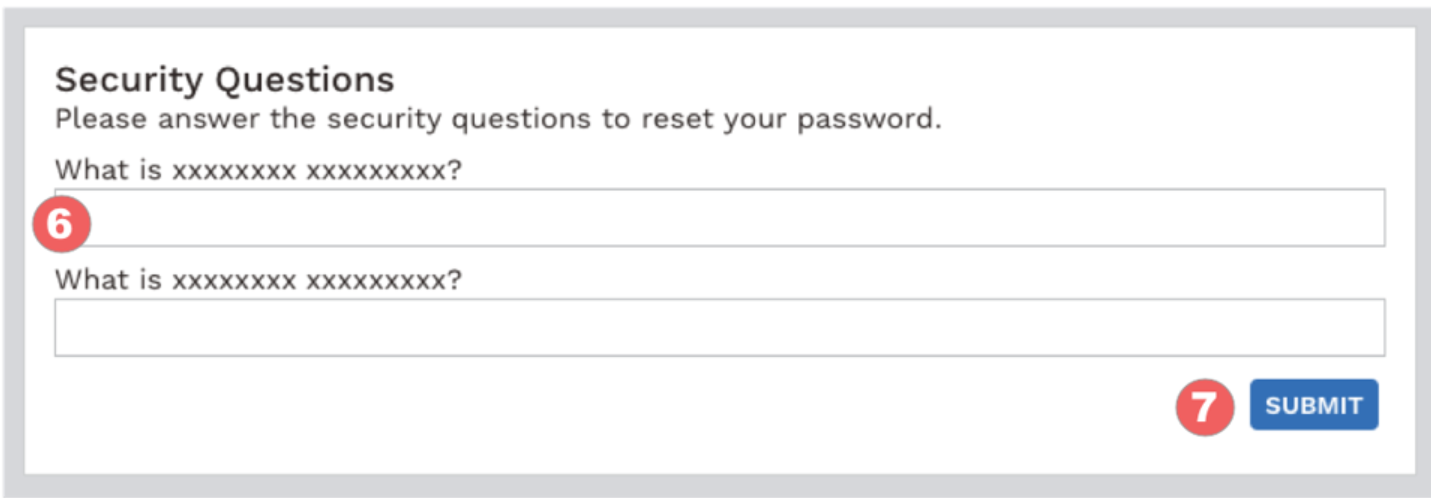 Security Questions
Please answer the security questions to reset your password.
What is xxxxxxxx xxxxxxxxx?
6
What is xxxxxxxx xxxxxxxxx?
7 SUBMIT